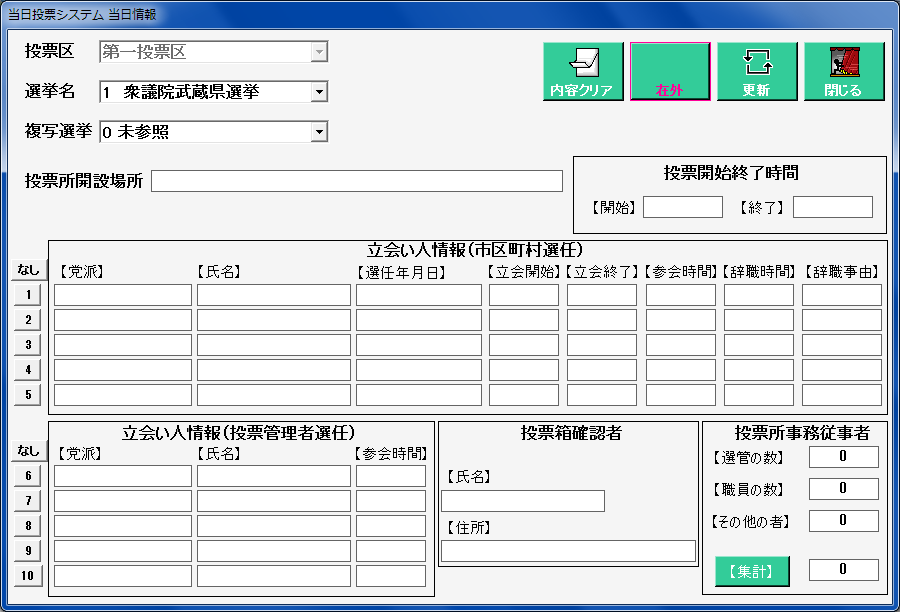 当日投票システム 当日情報
投票区
第一投票区
選挙名
1 衆議院武蔵県選挙
複写選挙
0 未参照
内容クリア
在外
更新
閉じる
投票所開設場所
投票開始終了時間
【開始】
【終了】
立会い人情報(市区町村選任)
なし
【党派】
【氏名】
【選任年月日】
【立会開始】
【立会終了】
【参会時間】
【辞職時間】
【辞職事由】
1
2
3
4
5
立会い人情報(投票管理者選任)
なし
【党派】
【氏名】
【参会時間】
6
7
8
9
10
投票箱確認者
【氏名】
【住所】
投票所事務従事者
【選管の数】
0
【職員の数】
0
【その他の者】
0
【集計】
0